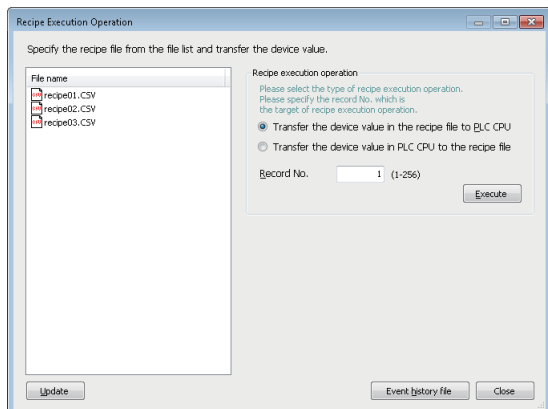 Recipe Execution Operation
Specify the recipe file from the file list and transfer the device value.
File name
recipe01.CSV
recipe02.CSV
recipe03.CSV
Recipe execution operation
Please select the type of recipe execution operation.
Please specify the record No. which is
the target of recipe execution operation.
Transfer the device value in the recipe file to PLC CPU
Transfer the device value in PLC CPU to the recipe file
Record No. 1 (1-256)
Execute
Update Event history file Close